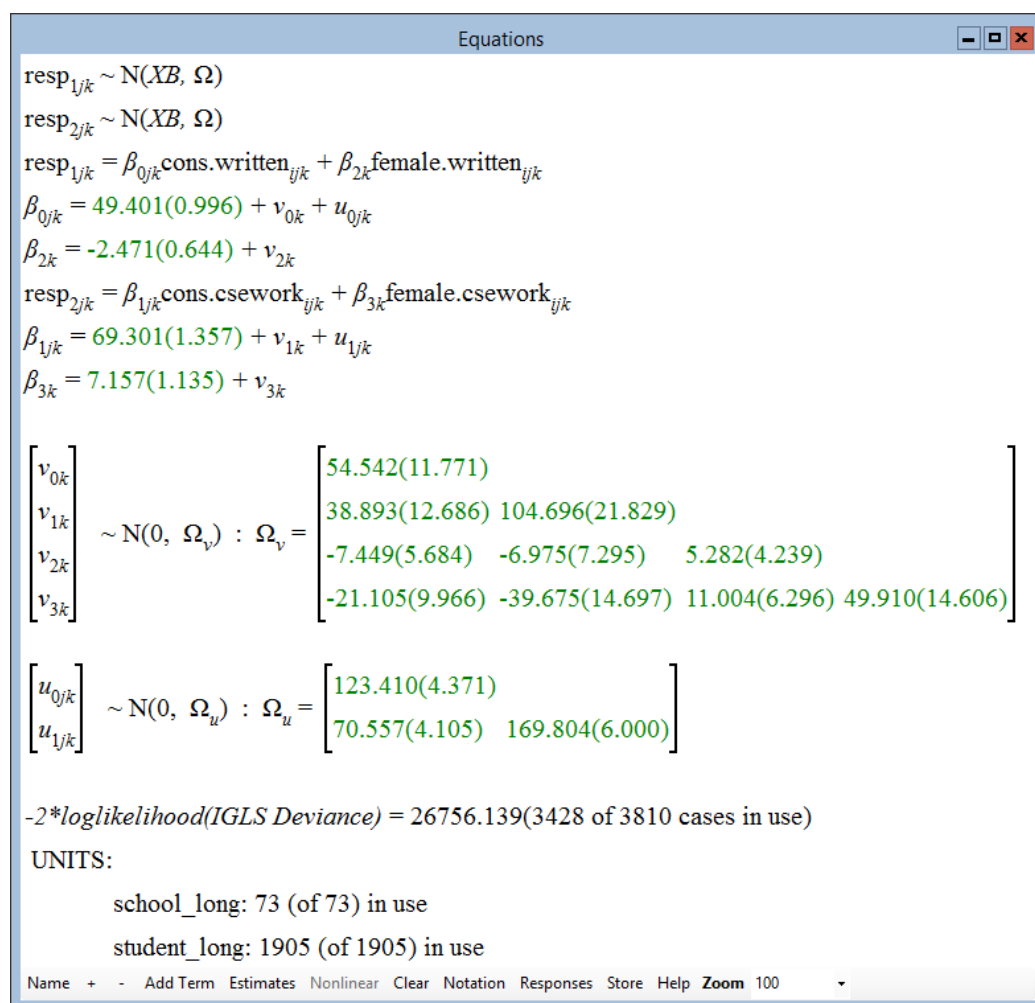 Equations
resp₁ⱼₖ ~ N(XB, Ω)
resp₂ⱼₖ ~ N(XB, Ω)
resp₁ⱼₖ = β₀ⱼₖcons.writtenᵢⱼₖ + β₂ₖfemale.writtenᵢⱼₖ
β₀ⱼₖ = 49.401(0.996) + v₀ₖ + u₀ⱼₖ
β₂ₖ = -2.471(0.644) + v₂ₖ
resp₂ⱼₖ = β₁ⱼₖcons.cseworkᵢⱼₖ + β₃ₖfemale.cseworkᵢⱼₖ
β₁ⱼₖ = 69.301(1.357) + v₁ₖ + u₁ⱼₖ
β₃ₖ = 7.157(1.135) + v₃ₖ
v₀ₖ
v₁ₖ
v₂ₖ
v₃ₖ
~ N(0, Ωᵥ) : Ωᵥ =
54.542(11.771)
38.893(12.686) 104.696(21.829)
-7.449(5.684) -6.975(7.295) 5.282(4.239)
-21.105(9.966) -39.675(14.697) 11.004(6.296) 49.910(14.606)
u₀ⱼₖ
u₁ⱼₖ
~ N(0, Ωᵤ) : Ωᵤ =
123.410(4.371)
70.557(4.105) 169.804(6.000)
-2*loglikelihood(IGLS Deviance) = 26756.139(3428 of 3810 cases in use)
UNITS:
school_long: 73 (of 73) in use
student_long: 1905 (of 1905) in use
Name + - Add Term Estimates Nonlinear Clear Notation Responses Store Help Zoom 100